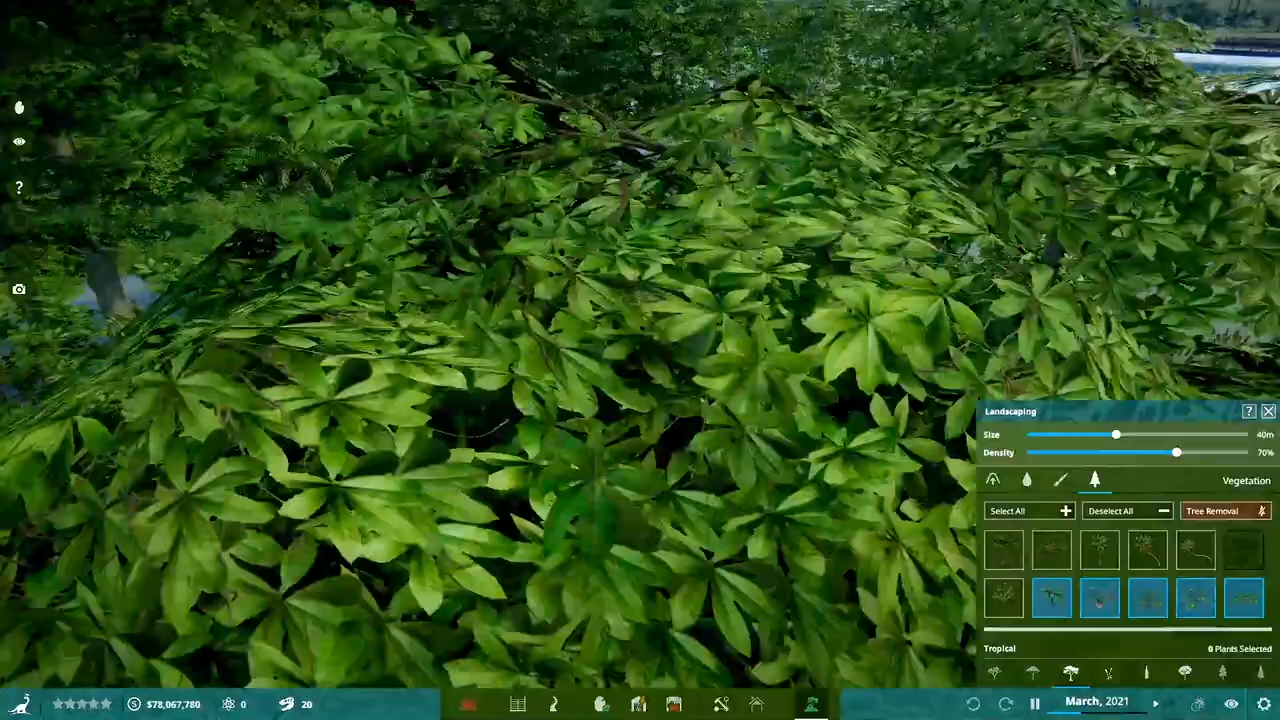 ?
Landscaping ?
Size 40m
Density 70%
Vegetation
Select All Deselect All Tree Removal
Tropical 0 Plants Selected
$78,067,780 0 20 March, 2021